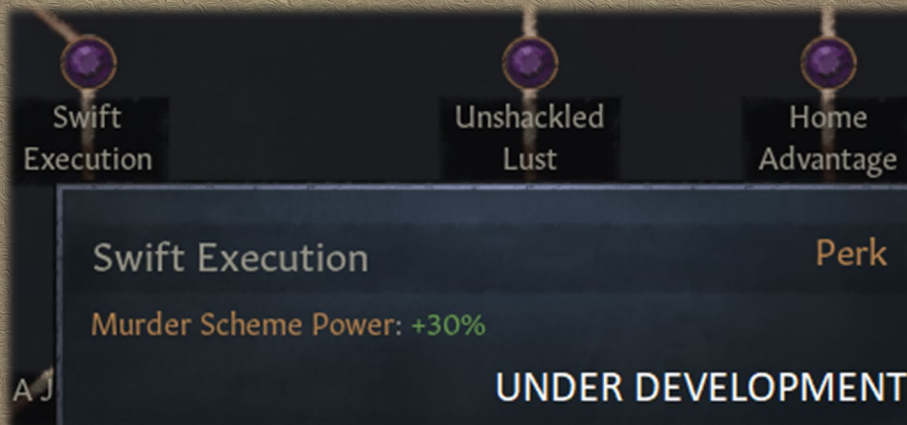 Swift
Execution
Unshackled
Lust
Home
Advantage
Swift Execution
Perk
Murder Scheme Power: +30%
A J
UNDER DEVELOPMENT